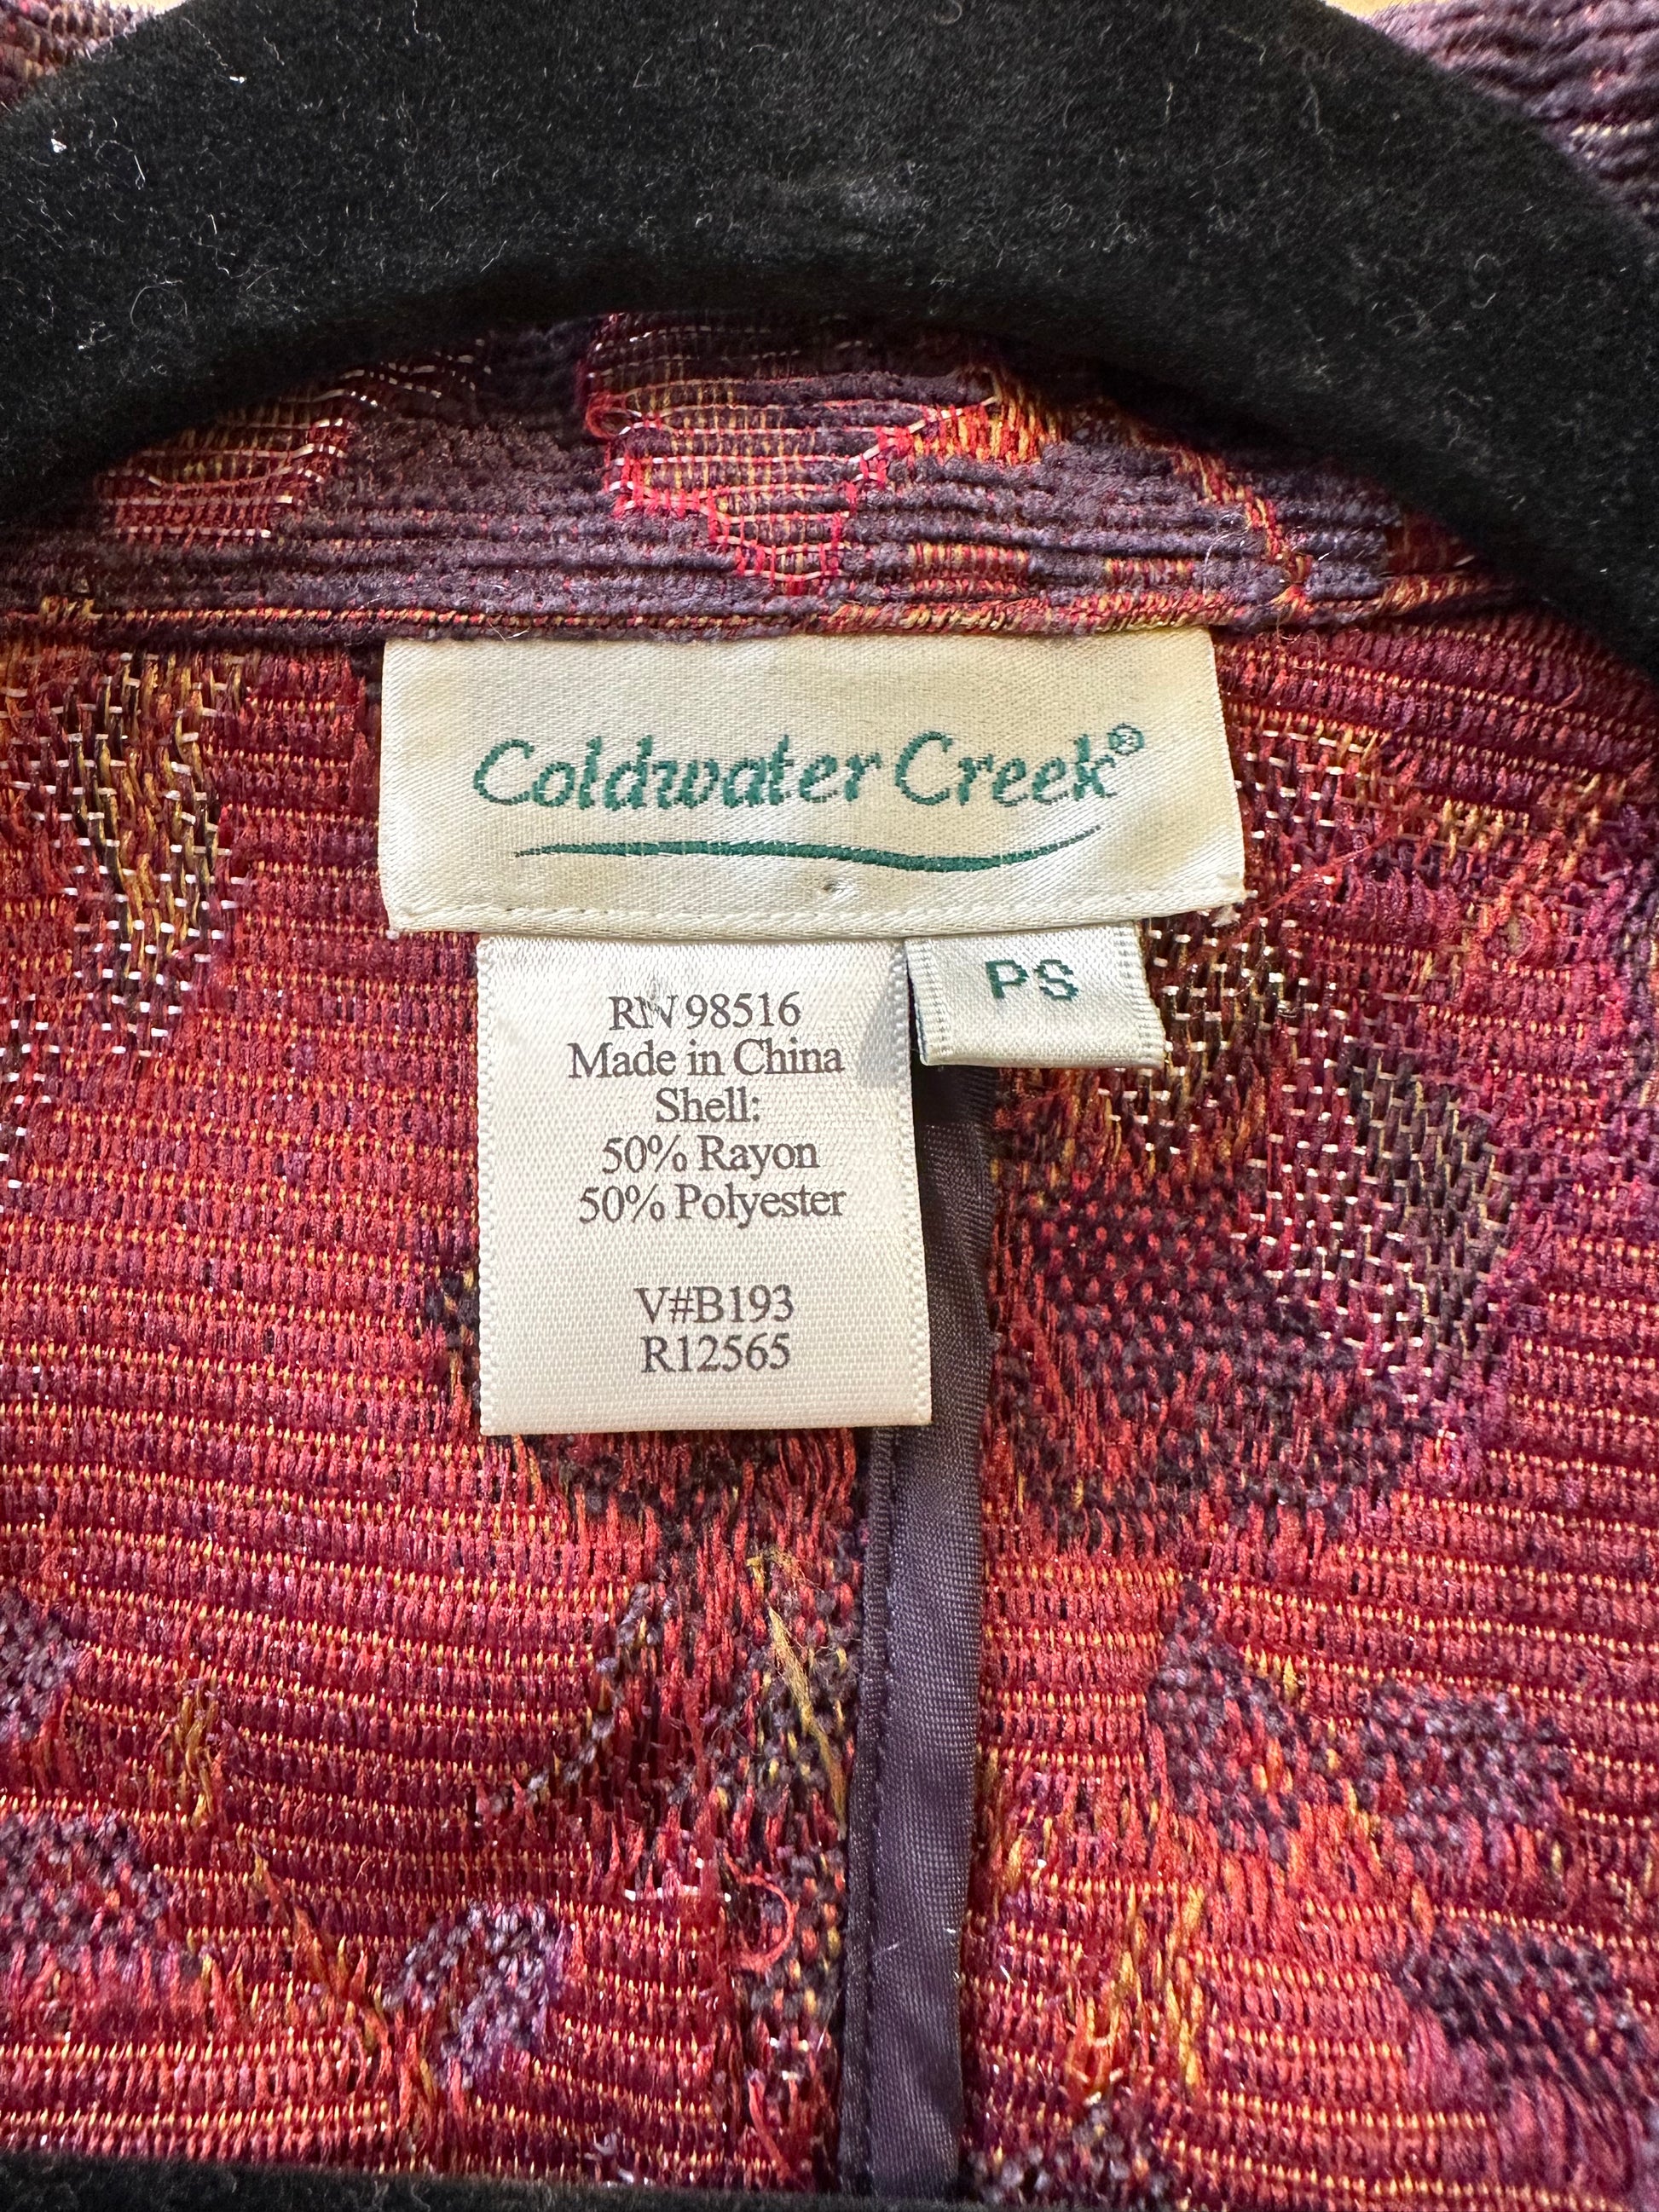 Coldwater Creek®
PS
RN 98516
Made in China
Shell:
50% Rayon
50% Polyester
V#B193
R12565